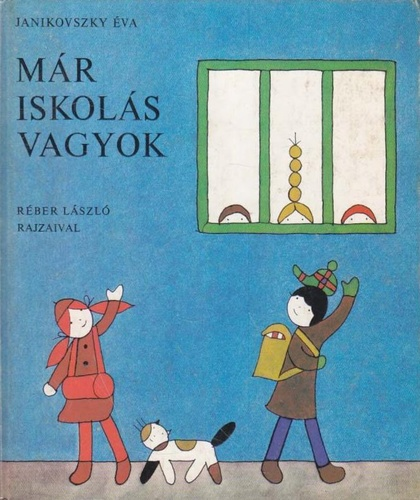 JANIKOVSZKY ÉVA
MÁR
ISKOLÁS
VAGYOK
RÉBER LÁSZLÓ
RAJZAIVAL